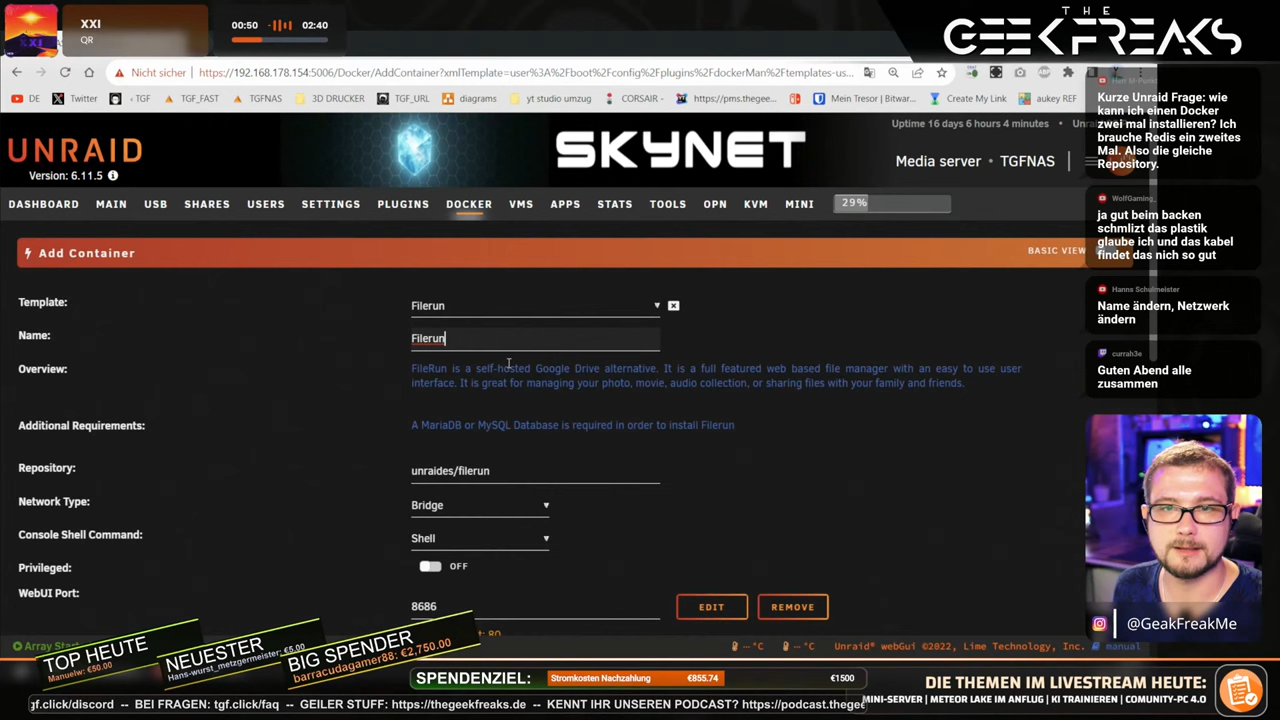 XXI
QR
00:50
02:40
THE
GEEKFREAKS
Nicht sicher
https://192.168.178.154:5006/Docker/AddContainer?xmlTemplate=user%3A%2Fboot%2Fconfig%2Fplugins%2FdockerMan%2Ftemplates-us...
DE
Twitter
‹ TGF
TGF_FAST
TGFNAS
3D DRUCKER
TGF_URL
diagrams
yt studio umzug
CORSAIR -
https://pms.thegee...
Mein Tresor | Bitwar...
Create My Link
aukey REF
UNRAID
Version: 6.11.5
SKYNET
Uptime 16 days 6 hours 4 minutes •
Media server • TGFNAS
DASHBOARD MAIN USB SHARES USERS SETTINGS PLUGINS DOCKER VMS APPS STATS TOOLS OPN KVM MINI 29%
Add Container
BASIC VIEW
Template:
Filerun
Name:
Filerun
Overview:
FileRun is a self-hosted Google Drive alternative. It is a full featured web based file manager with an easy to use user
interface. It is great for managing your photo, movie, audio collection, or sharing files with your family and friends.
Additional Requirements:
A MariaDB or MySQL Database is required in order to install Filerun
Repository:
unraides/filerun
Network Type:
Bridge
Console Shell Command:
Shell
Privileged:
OFF
WebUI Port:
8686
EDIT
REMOVE
Kurze Unraid Frage: wie
kann ich einen Docker
zwei mal installieren? Ich
brauche Redis ein zweites
Mal. Also die gleiche
Repository.
WolfGaming_
ja gut beim backen
schmlizt das plastik
glaube ich und das kabel
findet das nich so gut
Hanns Schulmeister
Name ändern, Netzwerk
ändern
currah3e
Guten Abend alle
zusammen
@GeakFreakMe
Unraid® webGui ©2022, Lime Technology, Inc.
manual
TOP HEUTE
Manuelw: €50.00
NEUESTER
Hans-wurst_metzgermeister: €5.00
BIG SPENDER
barracudagamer88: €2,750.00
SPENDENZIEL:
Stromkosten Nachzahlung
€855.74
€1500
DIE THEMEN IM LIVESTREAM HEUTE:
MINI-SERVER | METEOR LAKE IM ANFLUG | KI TRAINIEREN | COMUNITY-PC 4.0
gf.click/discord -- BEI FRAGEN: tgf.click/faq -- GEILER STUFF: https://thegeekfreaks.de -- KENNT IHR UNSEREN PODCAST? https://podcast.thegee